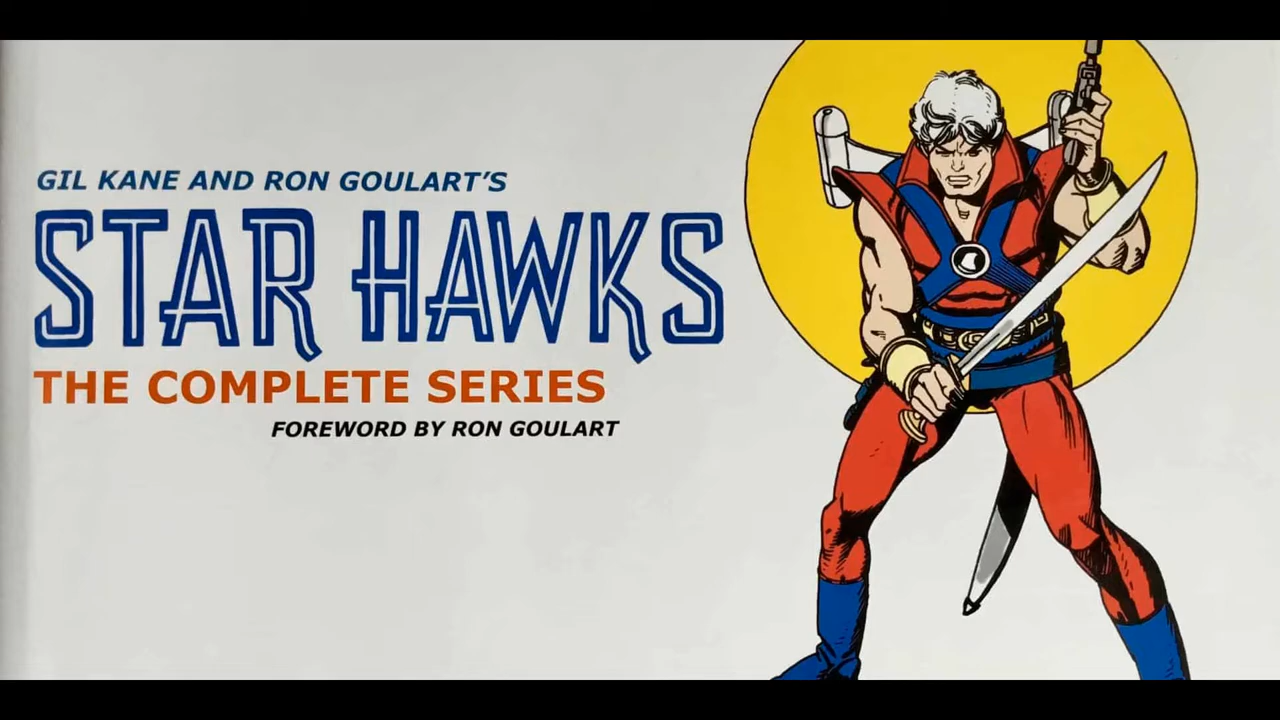 GIL KANE AND RON GOULART'S
STAR HAWKS
THE COMPLETE SERIES
FOREWORD BY RON GOULART